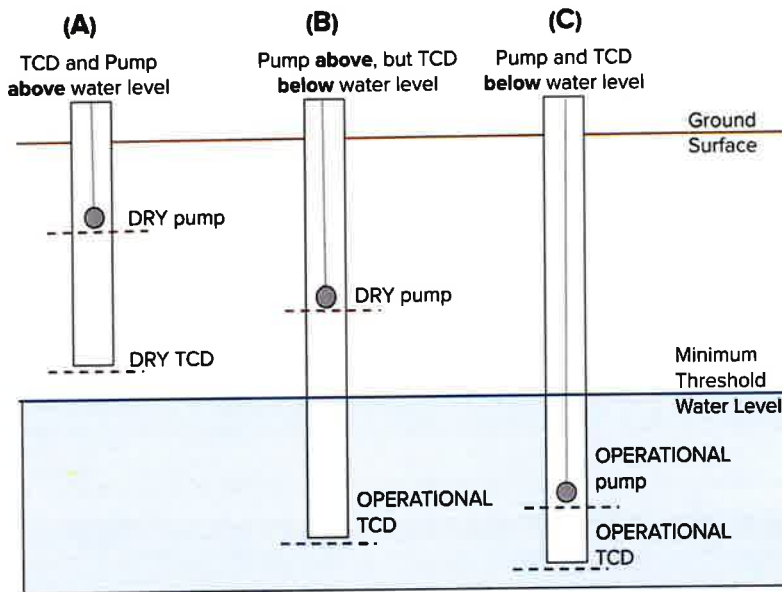 (A)
TCD and Pump
above water level
(B)
Pump above, but TCD
below water level
(C)
Pump and TCD
below water level
Ground
Surface
DRY pump
DRY pump
DRY TCD
Minimum
Threshold
Water Level
OPERATIONAL
pump
OPERATIONAL
TCD
OPERATIONAL
TCD